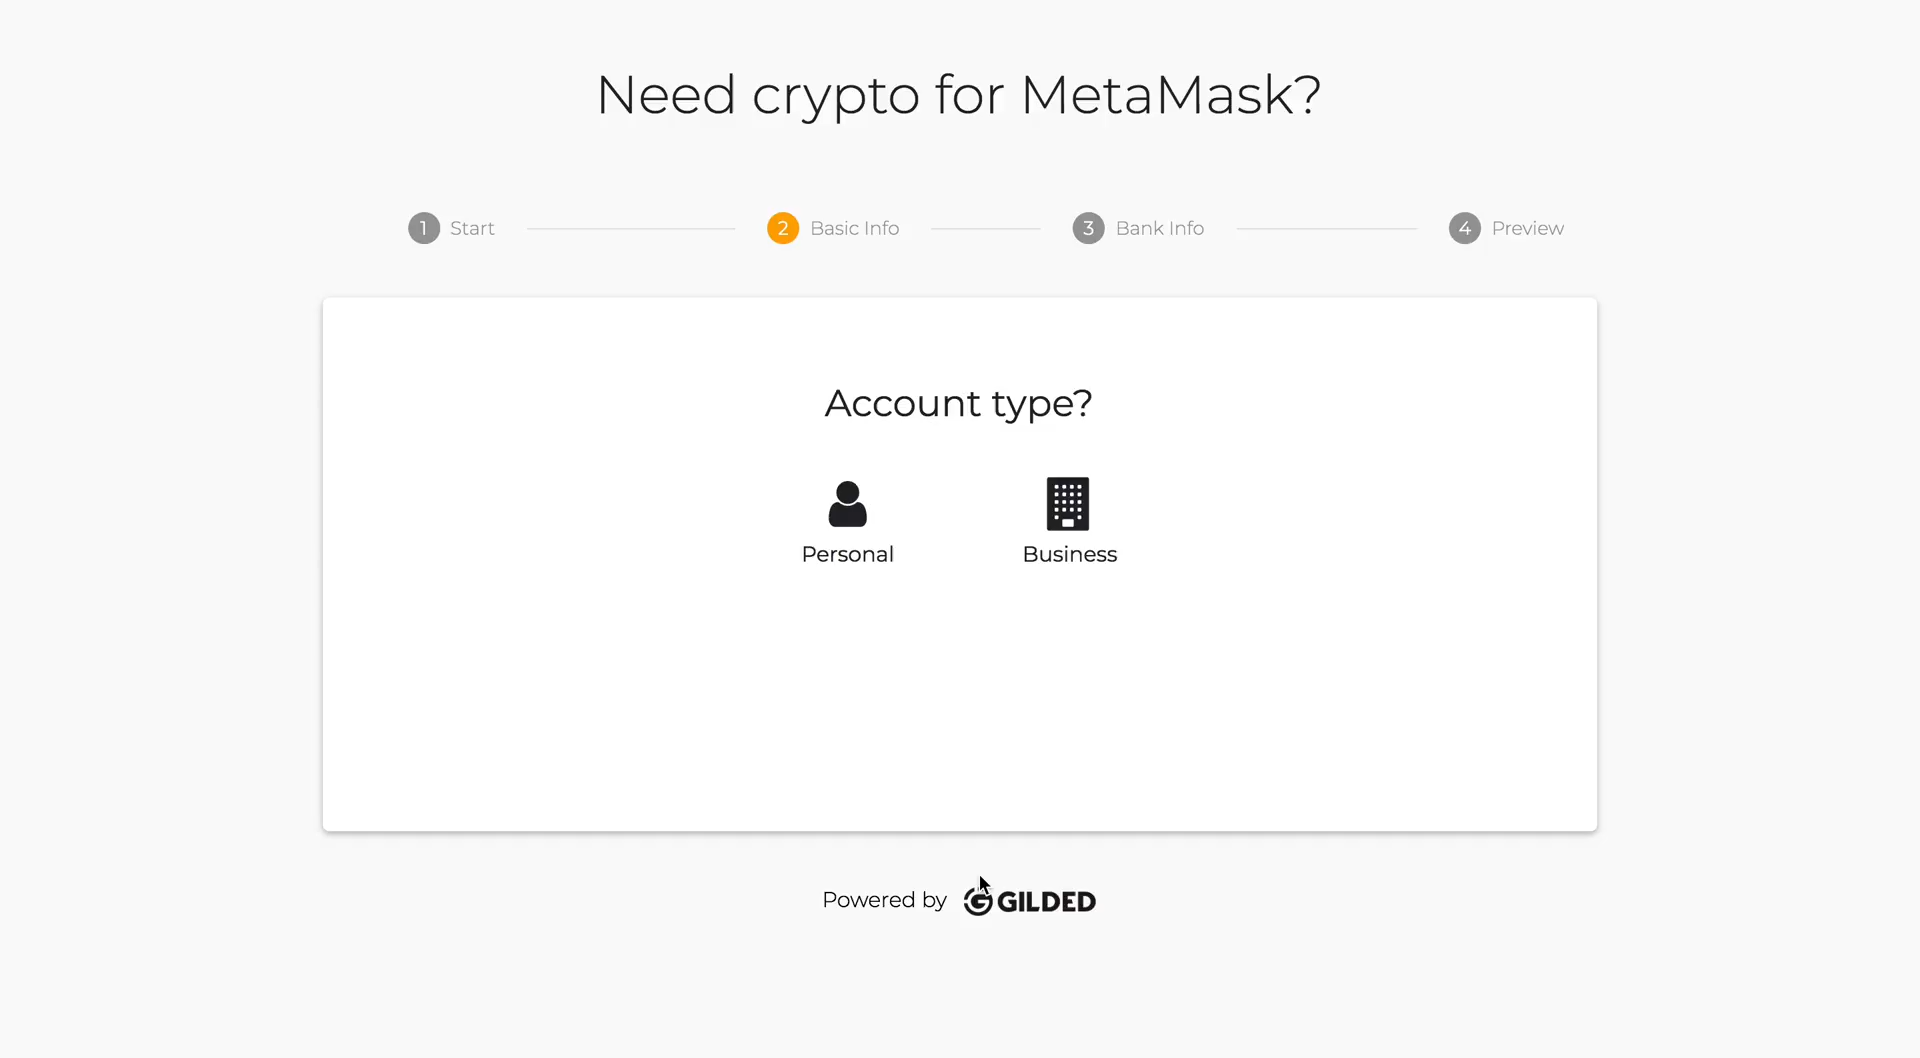 Need crypto for MetaMask?
1 Start
2 Basic Info
3 Bank Info
4 Preview
Account type?
Personal
Business
Powered by GILDED